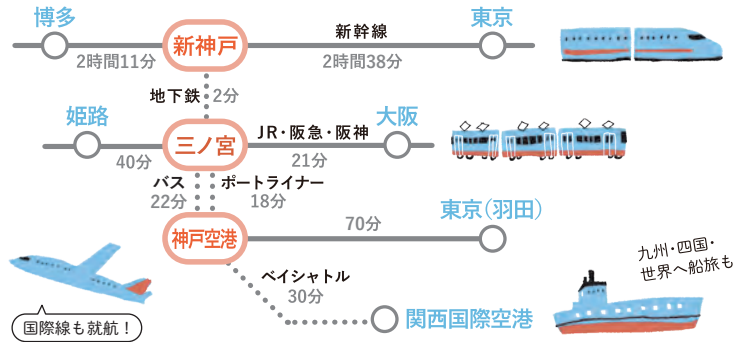 博多
新神戸
新幹線
東京
2時間11分
2時間38分
地下鉄
2分
姫路
三ノ宮
JR・阪急・阪神
大阪
40分
21分
バス
22分
ポートライナー
18分
神戸空港
70分
東京(羽田)
ベイシャトル
30分
関西国際空港
国際線も就航!
九州・四国・
世界へ船旅も